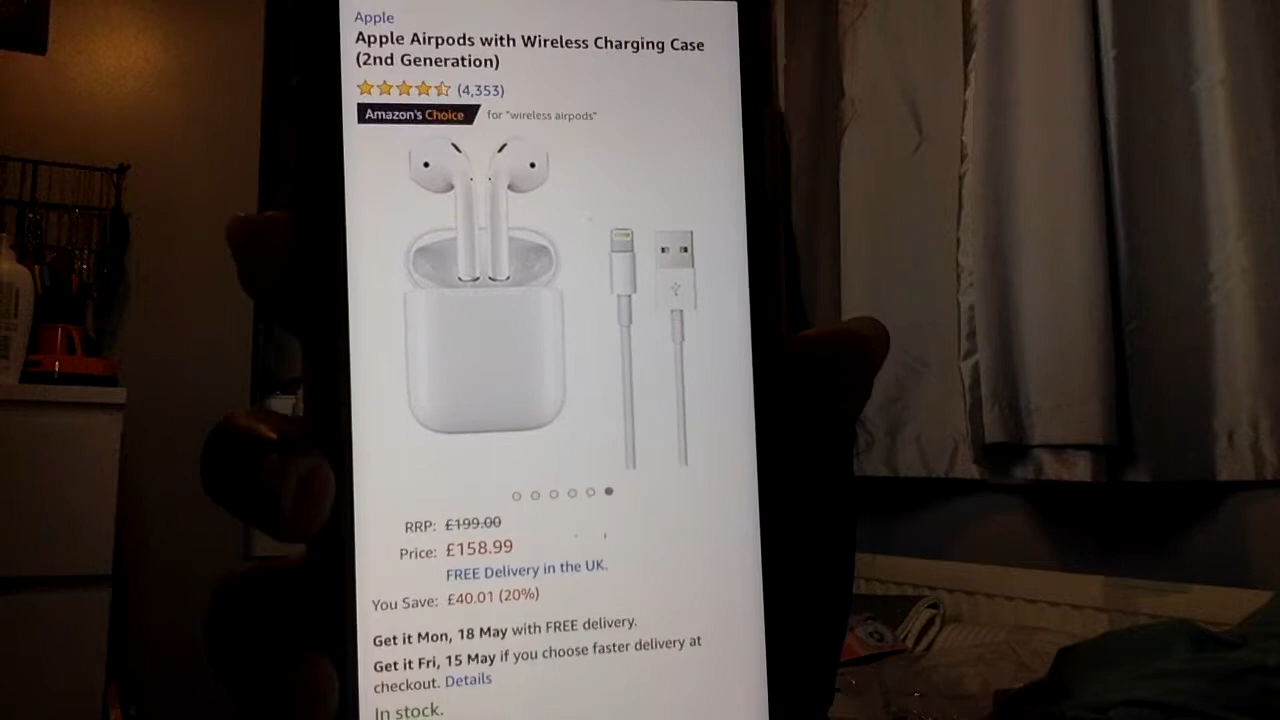 Apple
Apple Airpods with Wireless Charging Case
(2nd Generation)
(4,353)
Amazon's Choice for "wireless airpods"
RRP: £199.00
Price: £158.99
FREE Delivery in the UK.
You Save: £40.01 (20%)
Get it Mon, 18 May with FREE delivery.
Get it Fri, 15 May if you choose faster delivery at
checkout. Details
In stock.